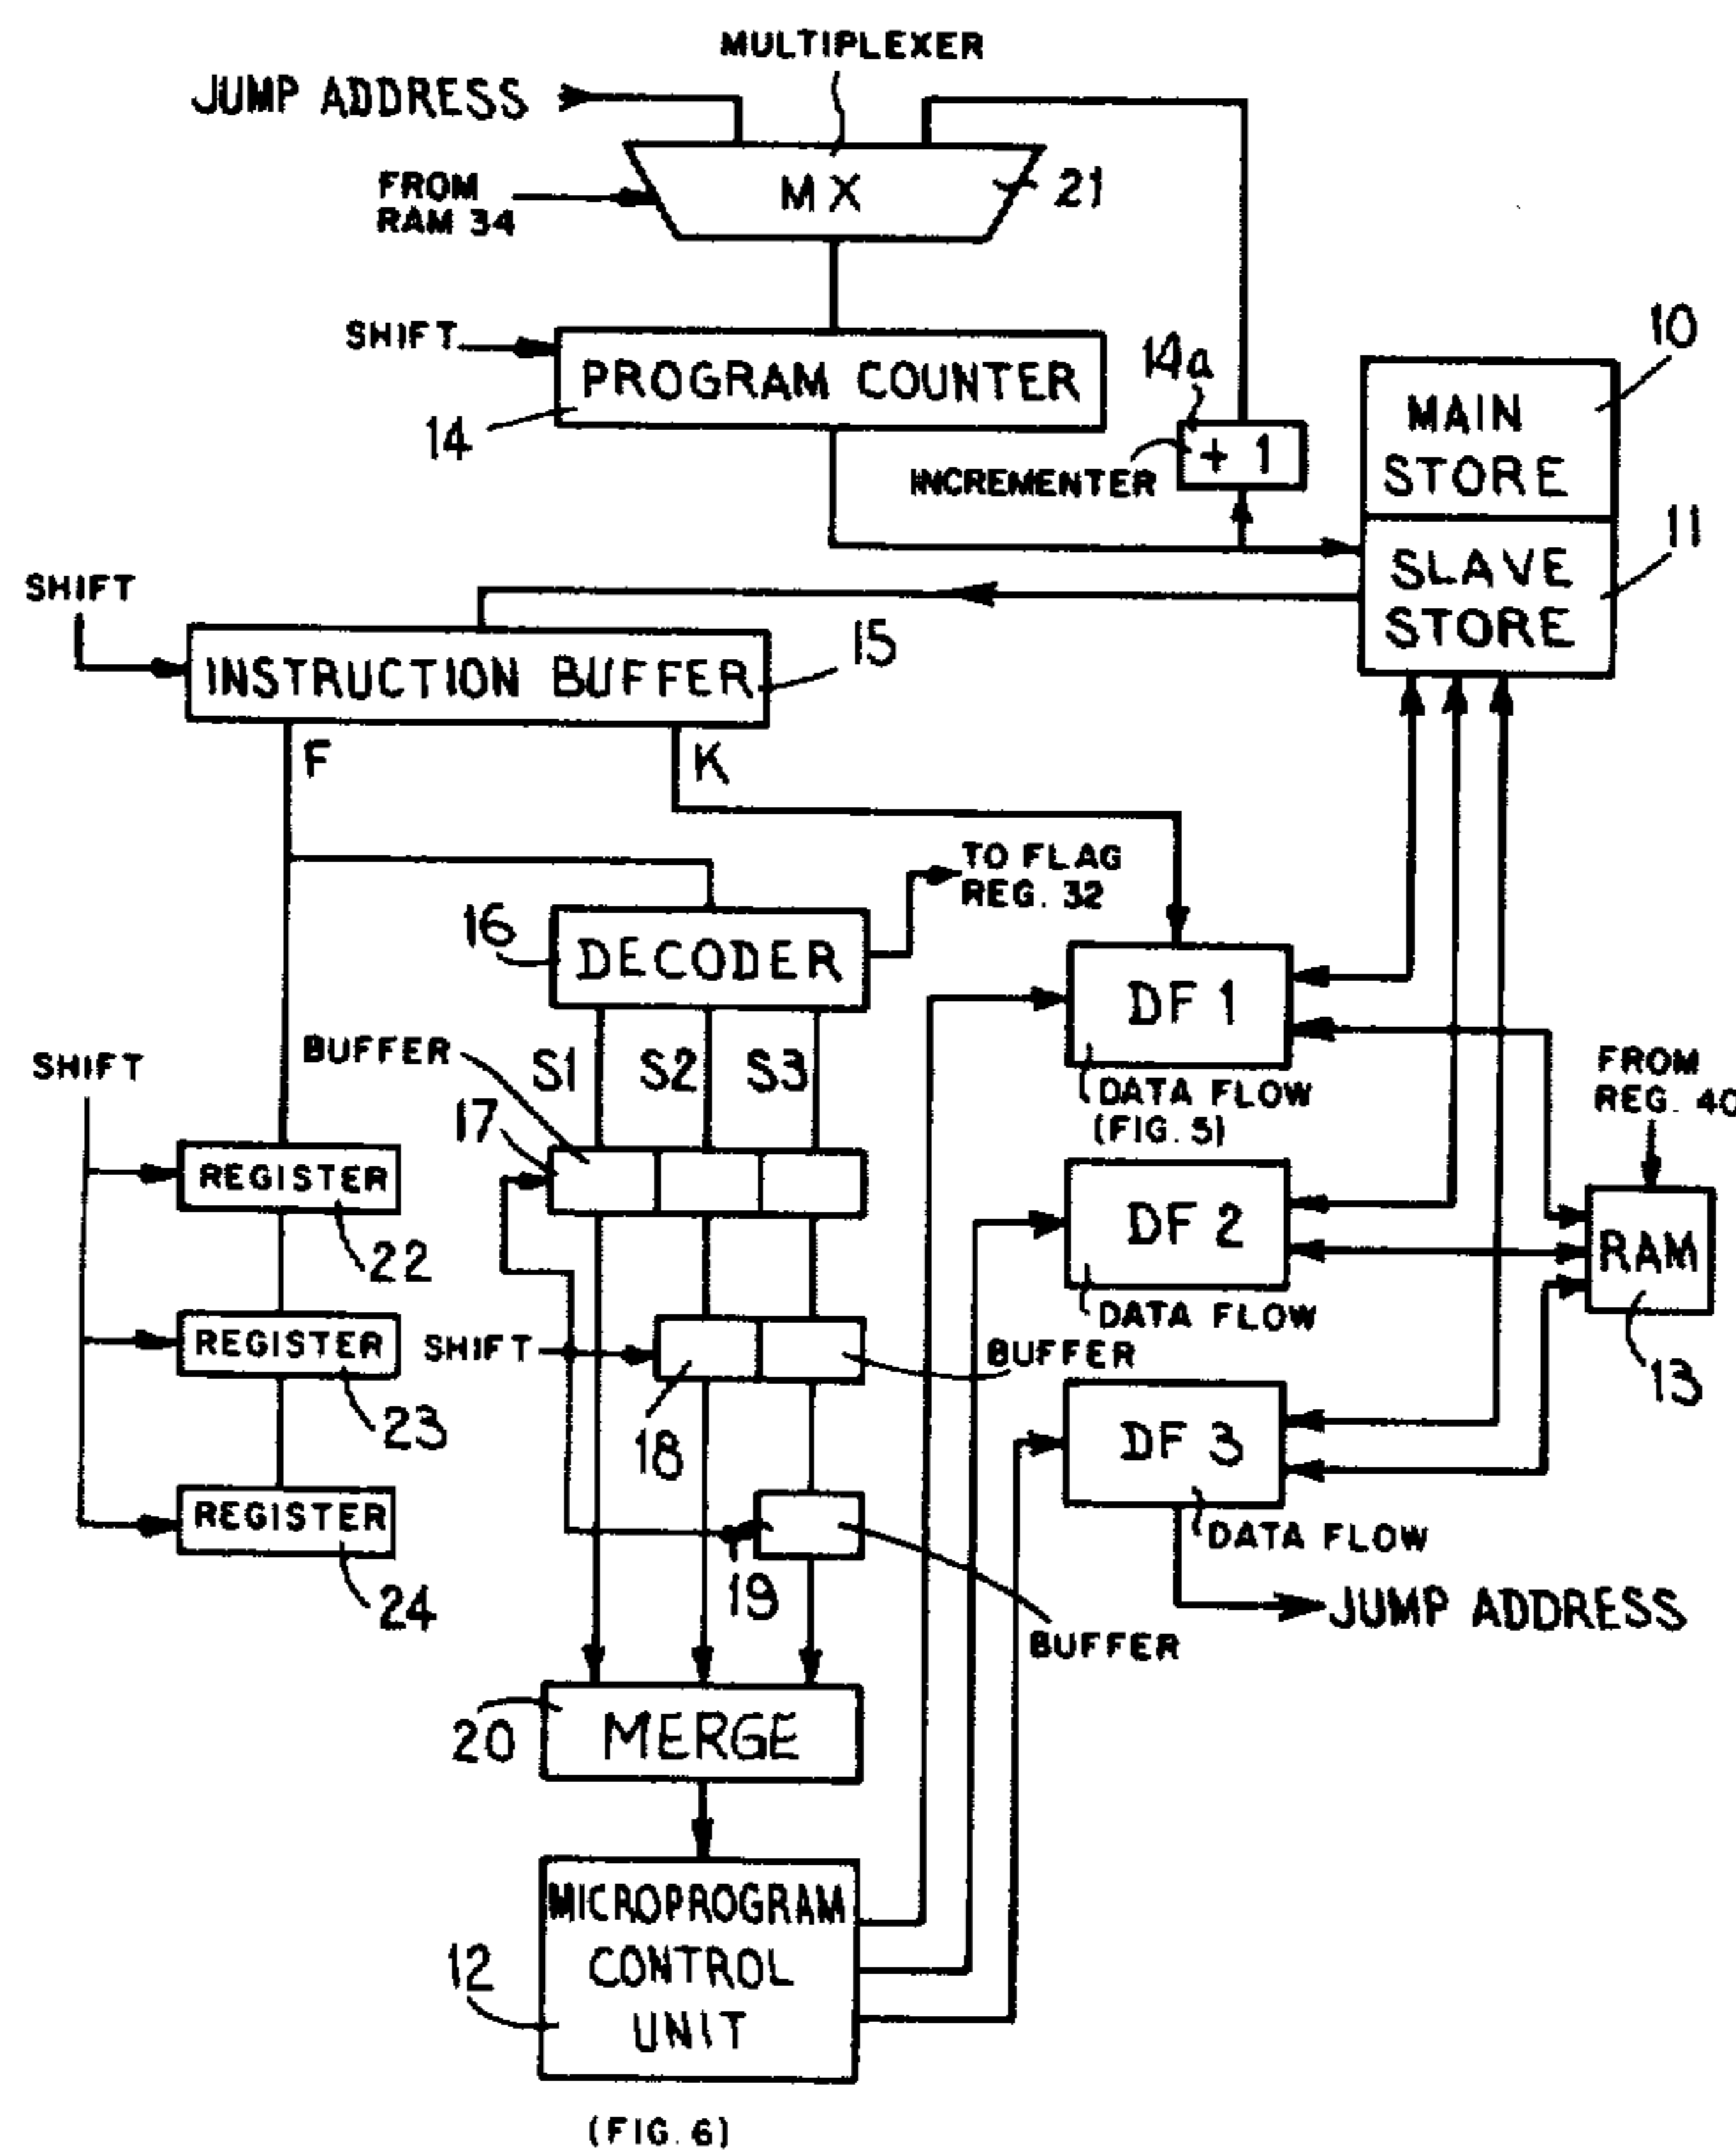 MULTIPLEXER
JUMP ADDRESS
MX
21
FROM
RAM 34
SHIFT
PROGRAM COUNTER
14
14a
+ 1
INCREMENTER
10
MAIN
STORE
11
SLAVE
STORE
SHIFT
INSTRUCTION BUFFER
15
F
K
TO FLAG
REG. 32
16
DECODER
DF 1
DATA FLOW
(FIG. 5)
BUFFER
S1
S2
S3
17
SHIFT
REGISTER
22
FROM
REG. 40
DF 2
DATA FLOW
RAM
13
REGISTER
23
SHIFT
18
BUFFER
DF 3
DATA FLOW
REGISTER
24
19
BUFFER
JUMP ADDRESS
20
MERGE
12
MICROPROGRAM
CONTROL
UNIT
(FIG. 6)